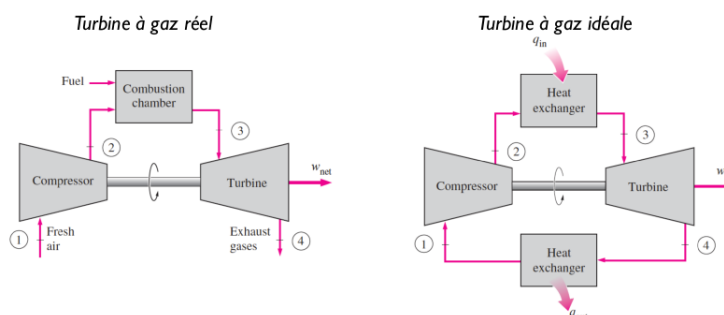 Turbine à gaz réel
Fuel
Combustion
chamber
2
3
Compressor
Turbine
w_net
1
Fresh
air
Exhaust
gases
4
Turbine à gaz idéale
q_in
Heat
exchanger
2
3
Compressor
Turbine
w
1
4
Heat
exchanger